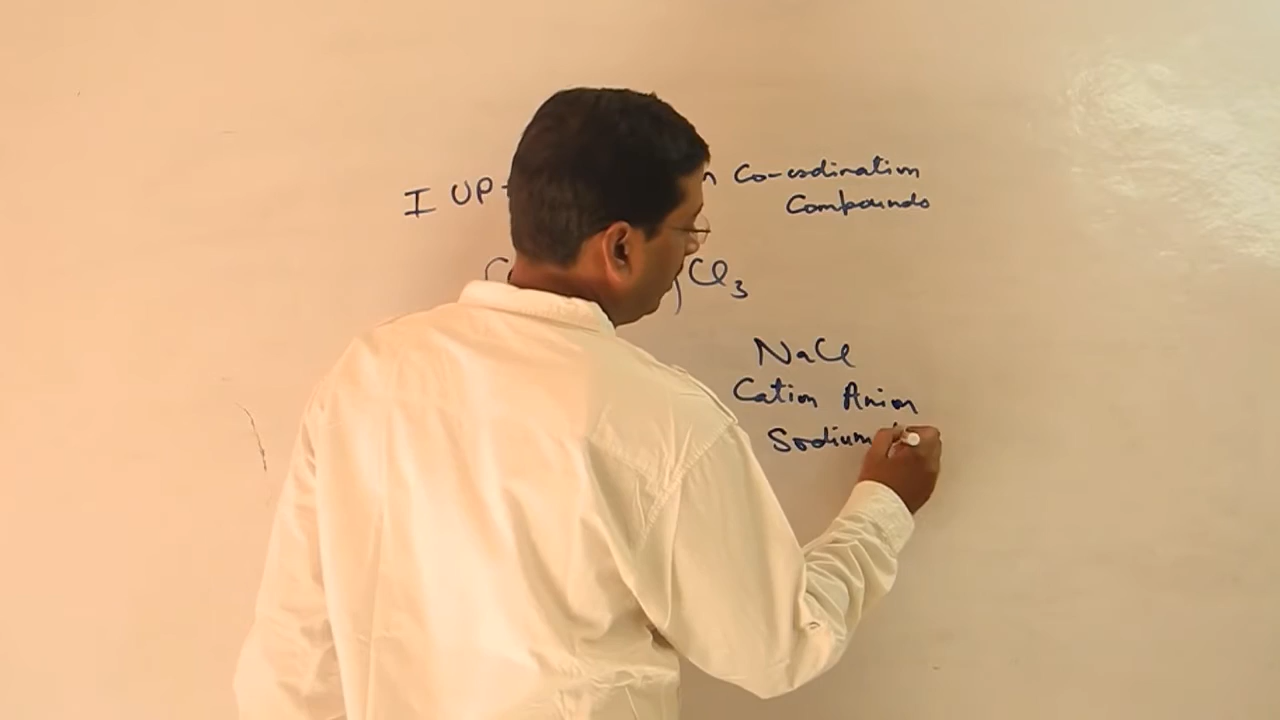 I UP n Co-ordination
Compounds
C )Cl3
NaCl
Cation Anion
Sodium